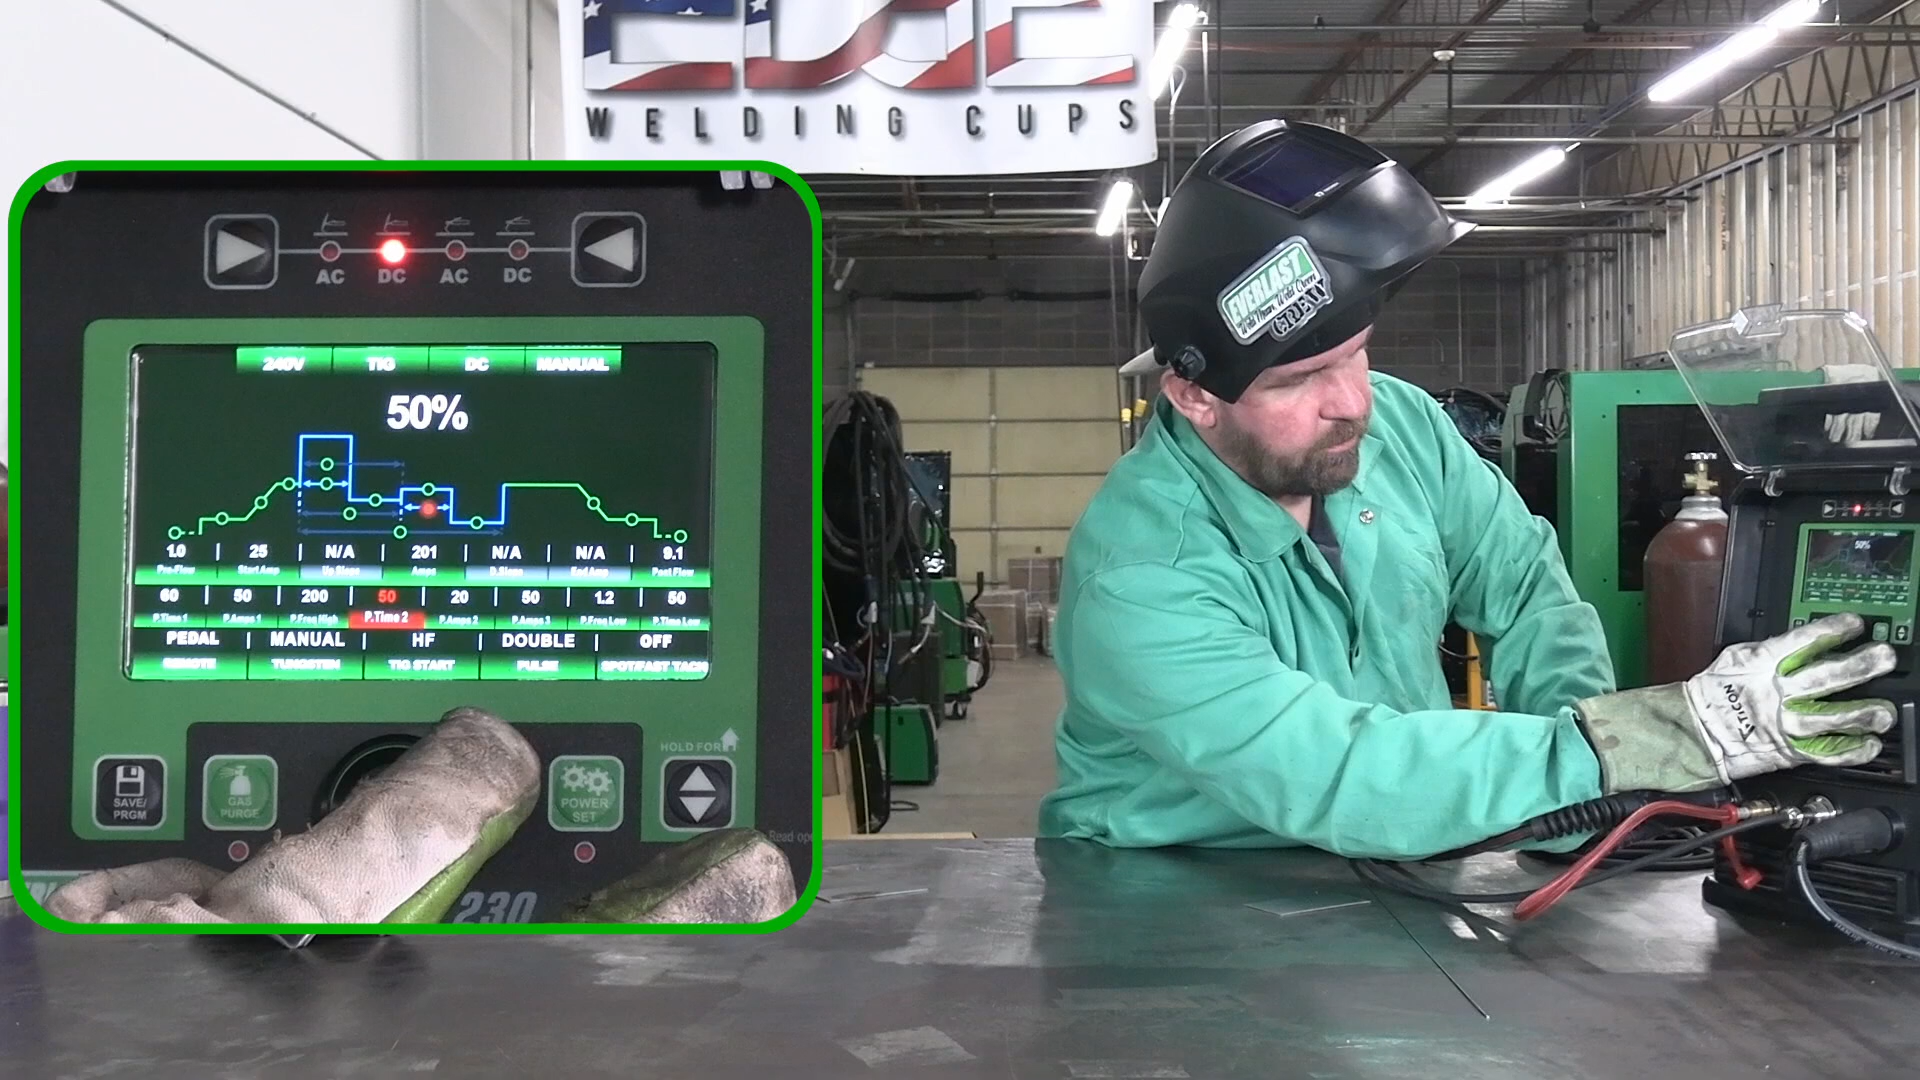 EDGE
WELDING CUPS
AC DC AC DC
240V TIG DC MANUAL
50%
1.0 | 25 | N/A | 201 | N/A | N/A | 9.1
Pre-Flow Start Amp Up Slope Amps D.Slope End Amp Post Flow
60 | 50 | 200 | 50 | 20 | 50 | 1.2 | 50
P.Time 1 P.Amps 1 P.Freq High P.Time 2 P.Amps 2 P.Amps 3 P.Freq Low P.Time Low
PEDAL | MANUAL | HF | DOUBLE | OFF
REMOTE TUNGSTEN TIG START PULSE SPOT/FAST TACK
HOLD FOR
SAVE/
PRGM
GAS
PURGE
POWER
SET
Read
230
EVERLAST
CREW
TICON
50%